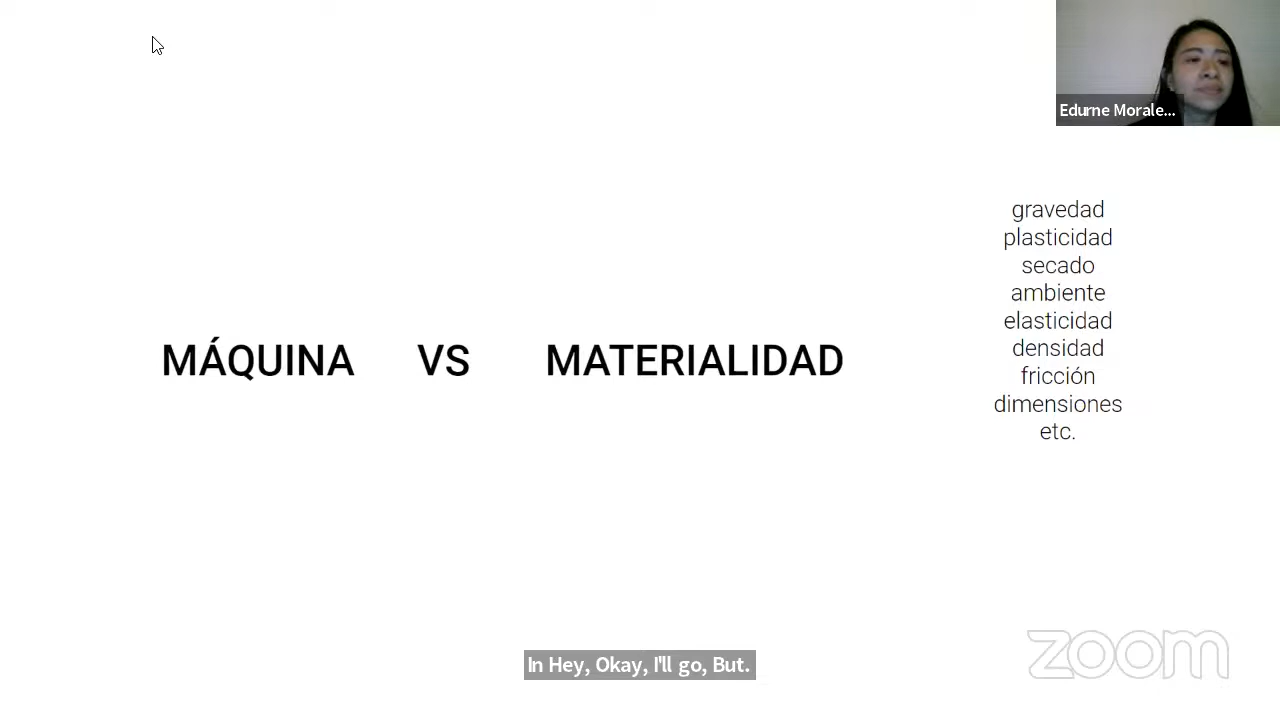 Edurne Morale...
gravedad
plasticidad
secado
ambiente
elasticidad
densidad
fricción
dimensiones
etc.
MÁQUINA VS MATERIALIDAD
In Hey, Okay, I'll go, But.
zoom